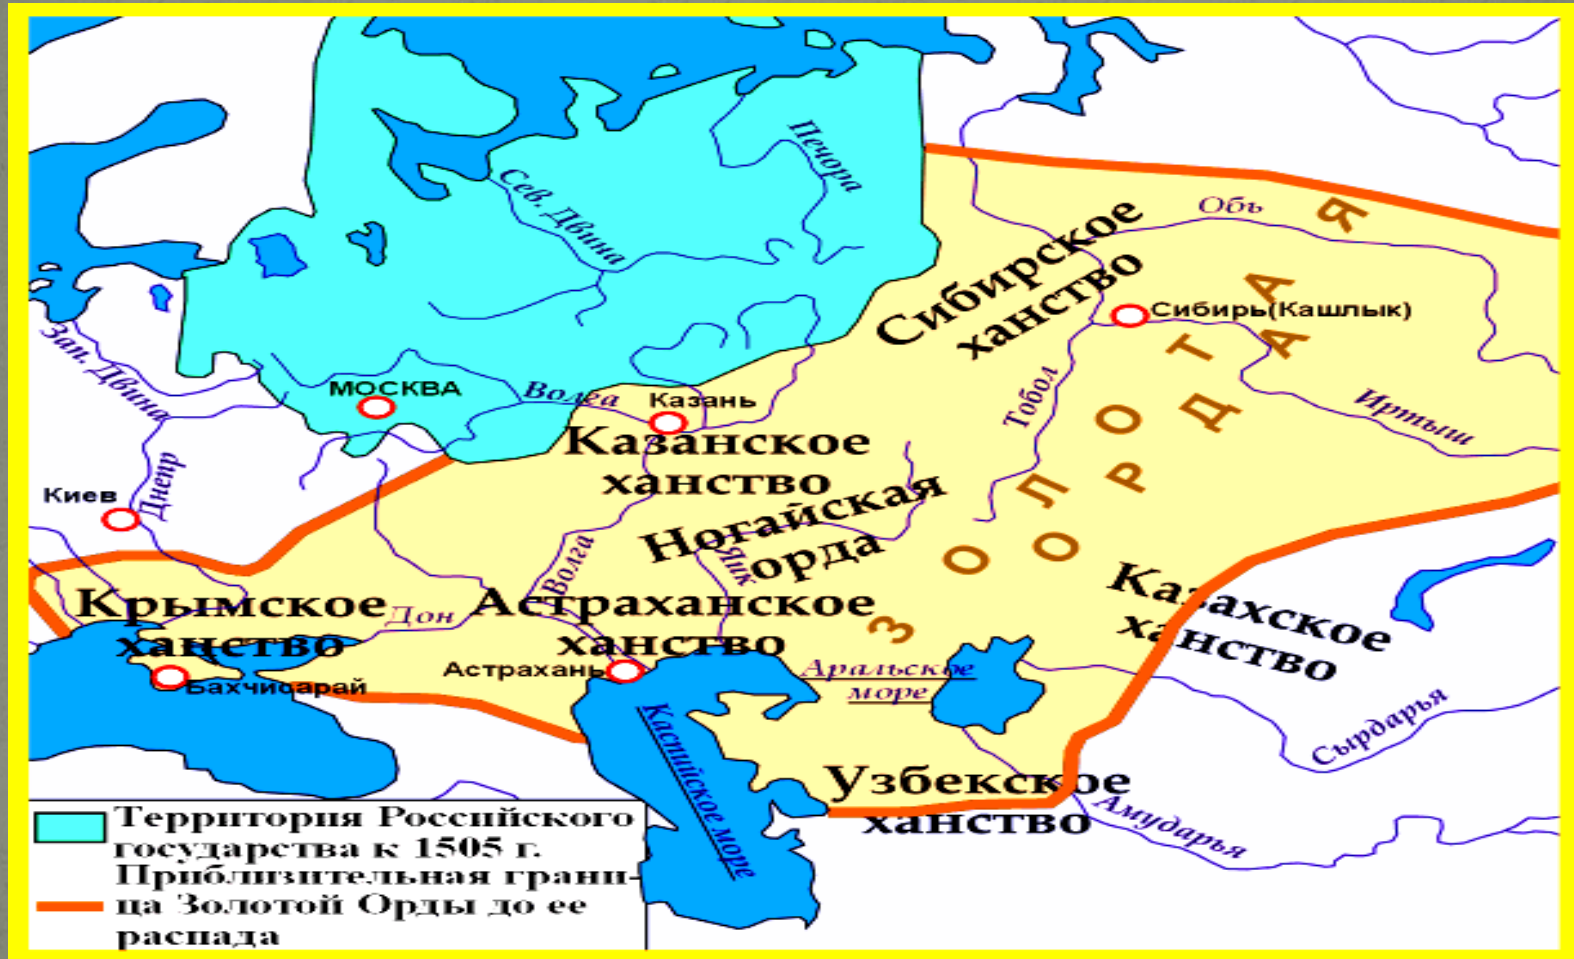 Печора
Сев. Двина
Обь
Сибирское
ханство
Сибирь(Кашлык)
ЗОЛОТАЯ
ОРДА
Зап. Двина
МОСКВА
Волга
Казань
Тобол
Иртыш
Казанское
ханство
Киев
Днепр
Ногайская
орда
Волга
Яик
Казахское
ханство
Крымское
ханство
Дон
Астраханское
ханство
Астрахань
Бахчисарай
Аральское
море
Каспийское море
Сырдарья
Узбекское
ханство
Амударья
Территория Российского
государства к 1505 г.
Приблизительная грани-
ца Золотой Орды до ее
распада